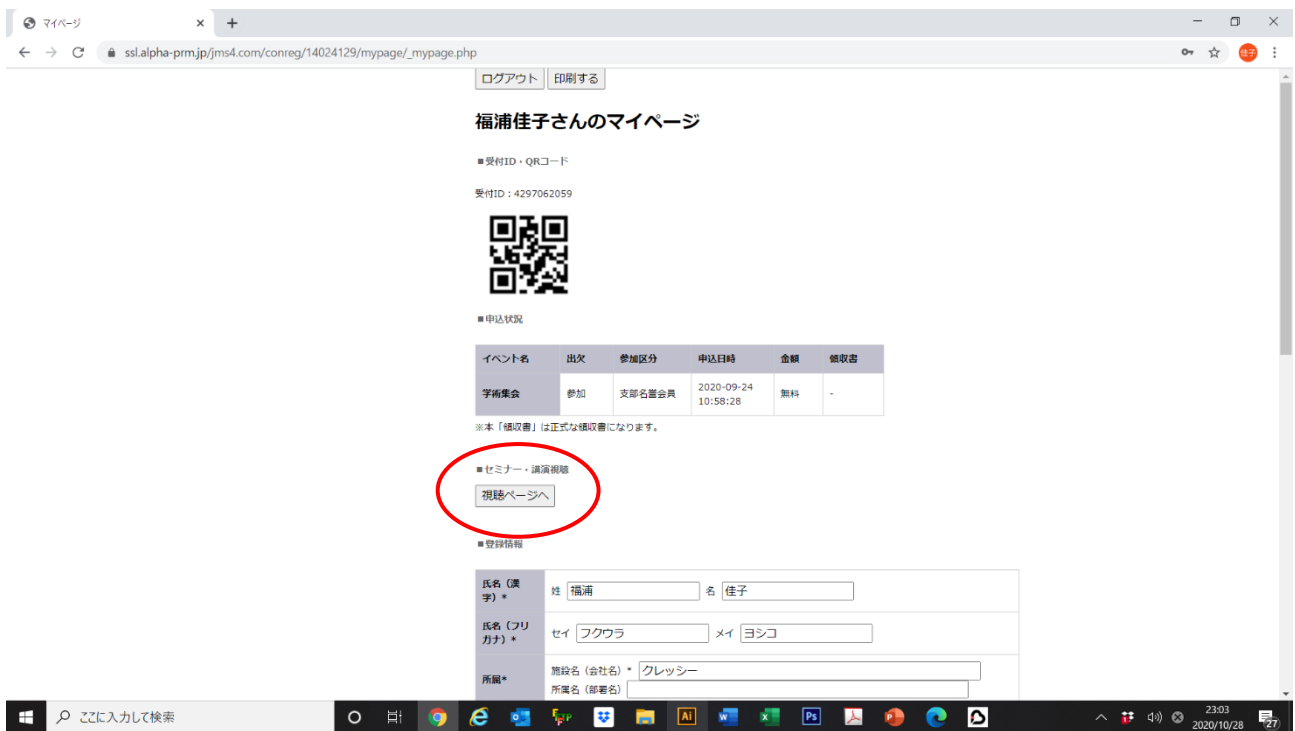 マイページ
ssl.alpha-prm.jp/jms4.com/conreg/14024129/mypage/_mypage.php
佳子
ログアウト 印刷する
福浦佳子さんのマイページ
■受付ID・QRコード
受付ID：4297062059
■申込状況
イベント名 出欠 参加区分 申込日時 金額 領収書
学術集会 参加 支部名誉会員 2020-09-24 10:58:28 無料 -
※本「領収書」は正式な領収書になります。
■セミナー・講演視聴
視聴ページへ
■登録情報
氏名（漢字）* 姓 福浦 名 佳子
氏名（フリガナ）* セイ フクウラ メイ ヨシコ
所属* 施設名（会社名）* クレッシー
所属名（部署名）
ここに入力して検索
23:03
2020/10/28
27